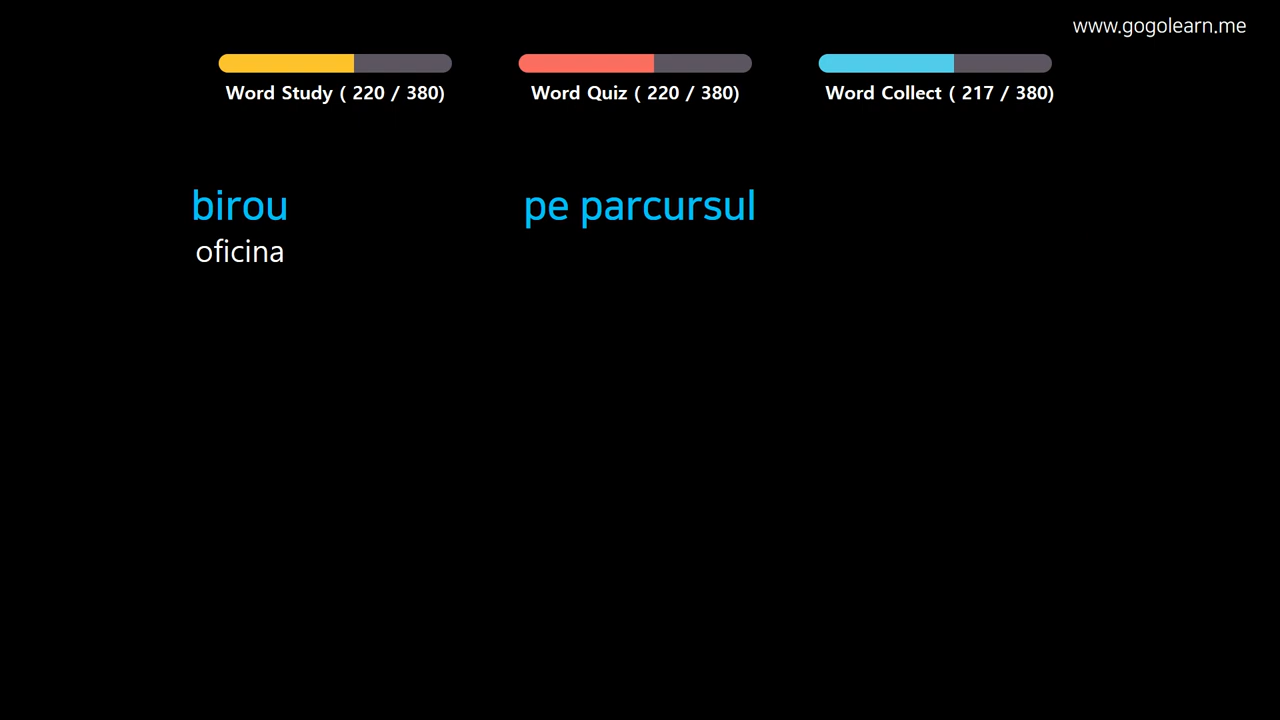 www.gogolearn.me
Word Study ( 220 / 380)
Word Quiz ( 220 / 380)
Word Collect ( 217 / 380)
birou
oficina
pe parcursul